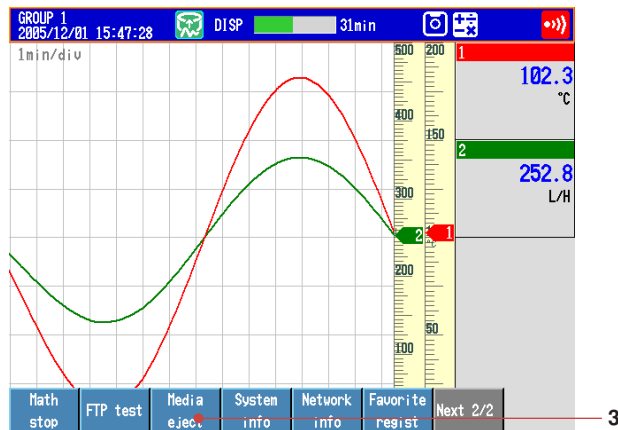 GROUP 1
2005/12/01 15:47:28
DISP
31min
1min/div
500
400
300
200
100
200
150
50
1
102.3
°C
2
252.8
L/H
2
1
Math
stop
FTP test
Media
eject
System
info
Network
info
Favorite
regist
Next 2/2
3